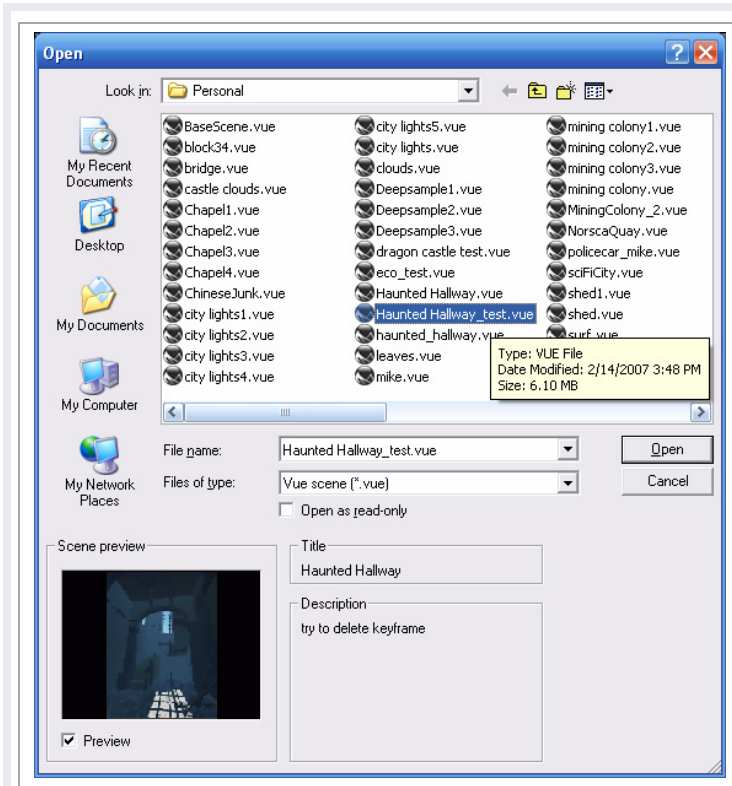 Open
Look in: Personal
My Recent
Documents
Desktop
My Documents
My Computer
My Network
Places
BaseScene.vue
block34.vue
bridge.vue
castle clouds.vue
Chapel1.vue
Chapel2.vue
Chapel3.vue
Chapel4.vue
ChineseJunk.vue
city lights1.vue
city lights2.vue
city lights3.vue
city lights4.vue
city lights5.vue
city lights.vue
clouds.vue
Deepsample1.vue
Deepsample2.vue
Deepsample3.vue
dragon castle test.vue
eco_test.vue
Haunted Hallway.vue
Haunted Hallway_test.vue
haunted_hallway.vue
leaves.vue
mike.vue
mining colony1.vue
mining colony2.vue
mining colony3.vue
mining colony.vue
MiningColony_2.vue
NorscaQuay.vue
policecar_mike.vue
sciFiCity.vue
shed1.vue
shed.vue
surf.vue
Type: VUE File
Date Modified: 2/14/2007 3:48 PM
Size: 6.10 MB
File name: Haunted Hallway_test.vue Open
Files of type: Vue scene (*.vue) Cancel
Open as read-only
Scene preview
Preview
Title
Haunted Hallway
Description
try to delete keyframe